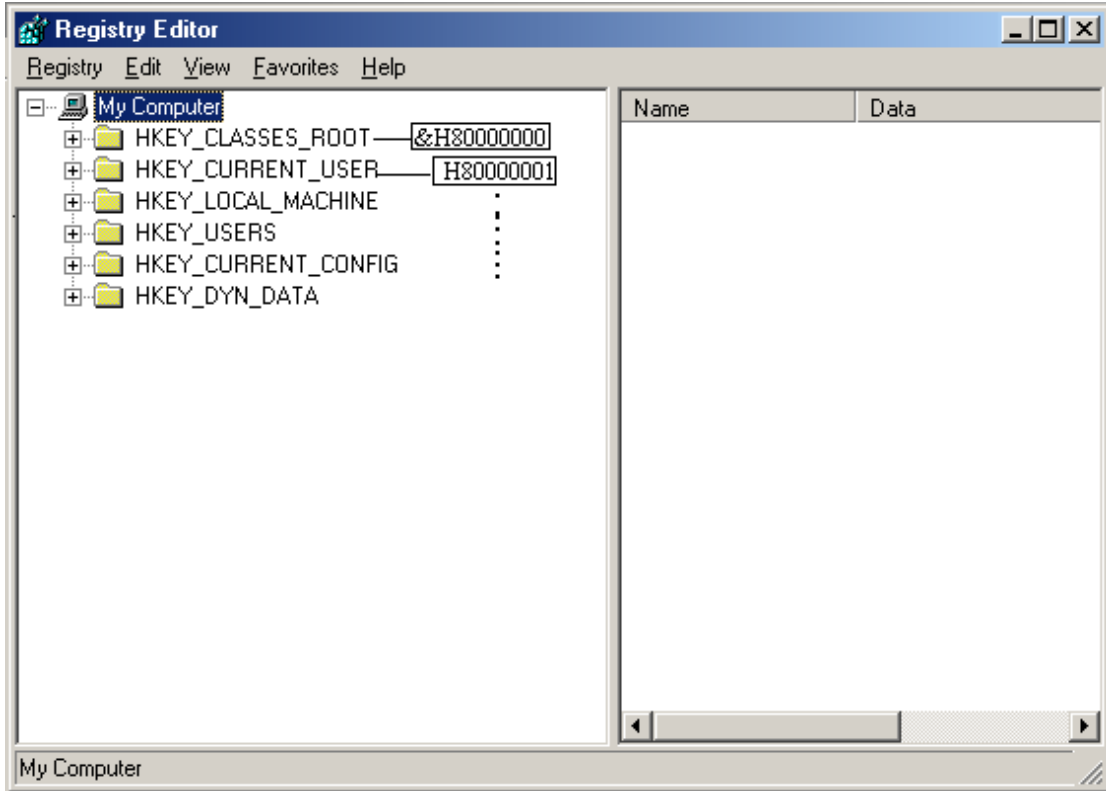 Registry Editor
Registry Edit View Favorites Help
My Computer
Name Data
HKEY_CLASSES_ROOT &H80000000
HKEY_CURRENT_USER H80000001
HKEY_LOCAL_MACHINE
HKEY_USERS
HKEY_CURRENT_CONFIG
HKEY_DYN_DATA
My Computer